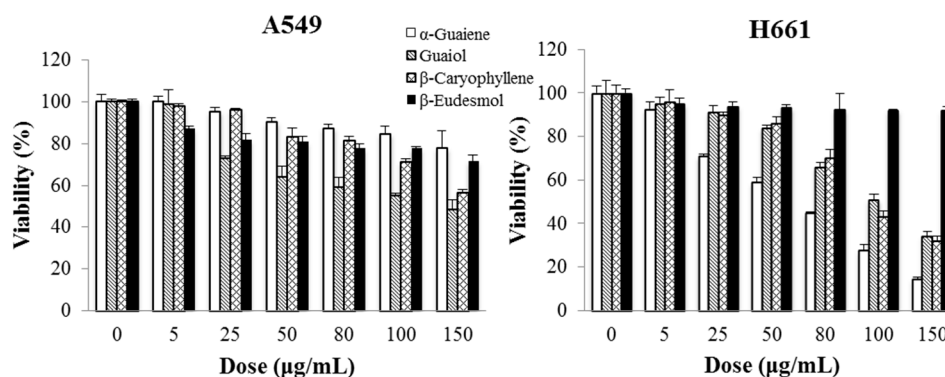 A549
α-Guaiene
Guaiol
β-Caryophyllene
β-Eudesmol
Viability (%)
120
100
80
60
40
20
0
0 5 25 50 80 100 150
Dose (µg/mL)
H661
Viability (%)
120
100
80
60
40
20
0
0 5 25 50 80 100 150
Dose (µg/mL)